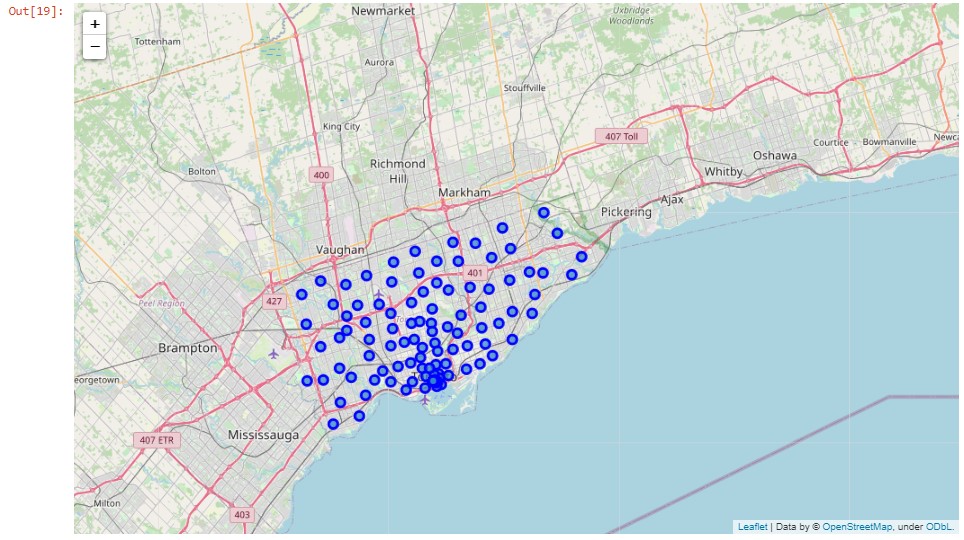 Out[19]:
Newmarket
Uxbridge
Woodlands
+
−
Tottenham
Aurora
Stouffville
King City
407 Toll
Richmond
Hill
Courtice
Bowmanville
Newca
Oshawa
Bolton
400
Whitby
Markham
Ajax
Pickering
Vaughan
401
427
Peel Region
Brampton
eorgetown
Mississauga
407 ETR
Milton
403
Leaflet | Data by © OpenStreetMap, under ODbL.